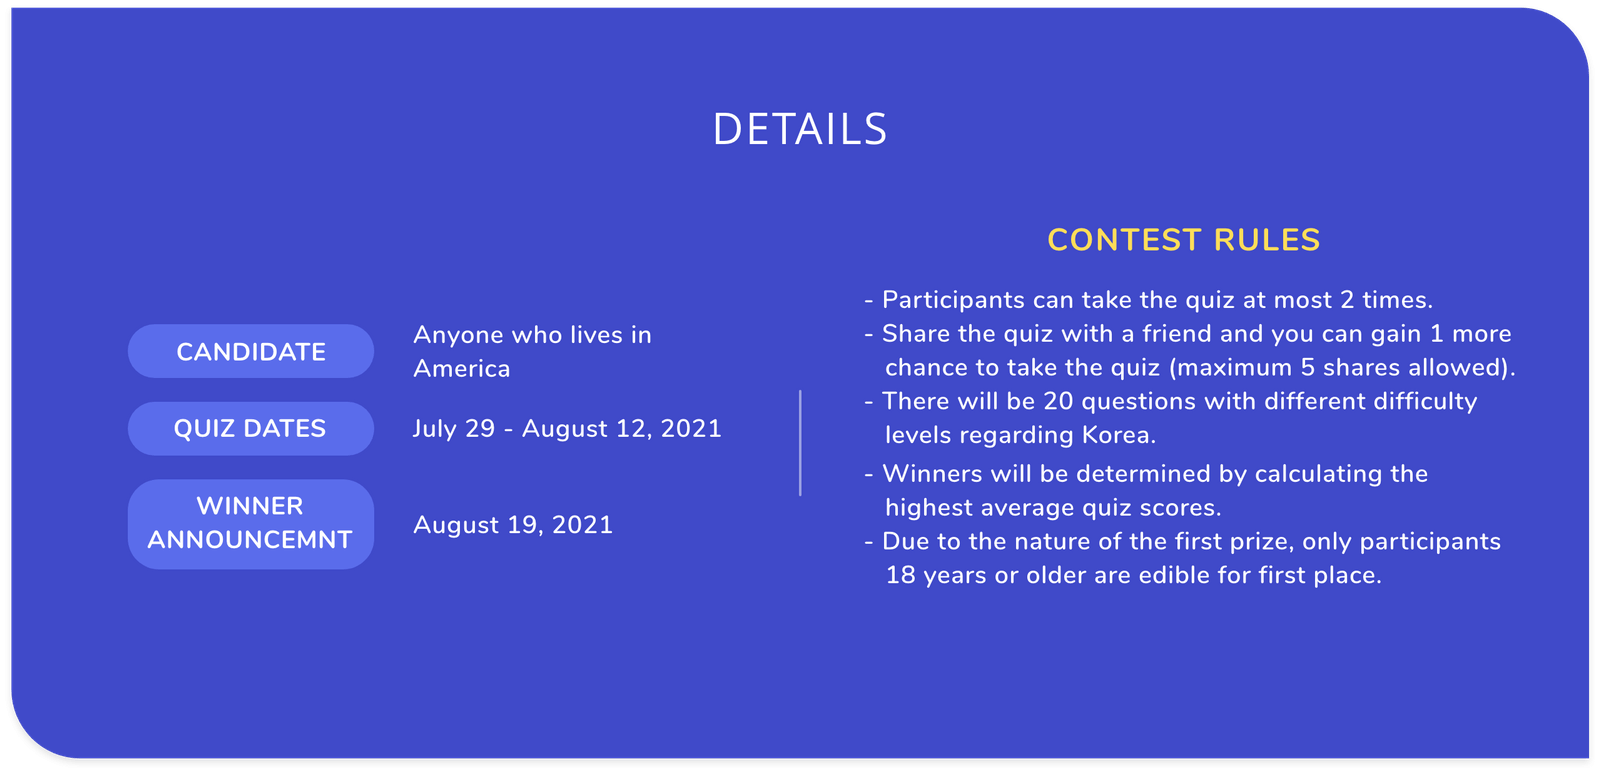 DETAILS
CANDIDATE
Anyone who lives in
America
QUIZ DATES
July 29 - August 12, 2021
WINNER
ANNOUNCEMNT
August 19, 2021
CONTEST RULES
- Participants can take the quiz at most 2 times.
- Share the quiz with a friend and you can gain 1 more
chance to take the quiz (maximum 5 shares allowed).
- There will be 20 questions with different difficulty
levels regarding Korea.
- Winners will be determined by calculating the
highest average quiz scores.
- Due to the nature of the first prize, only participants
18 years or older are edible for first place.